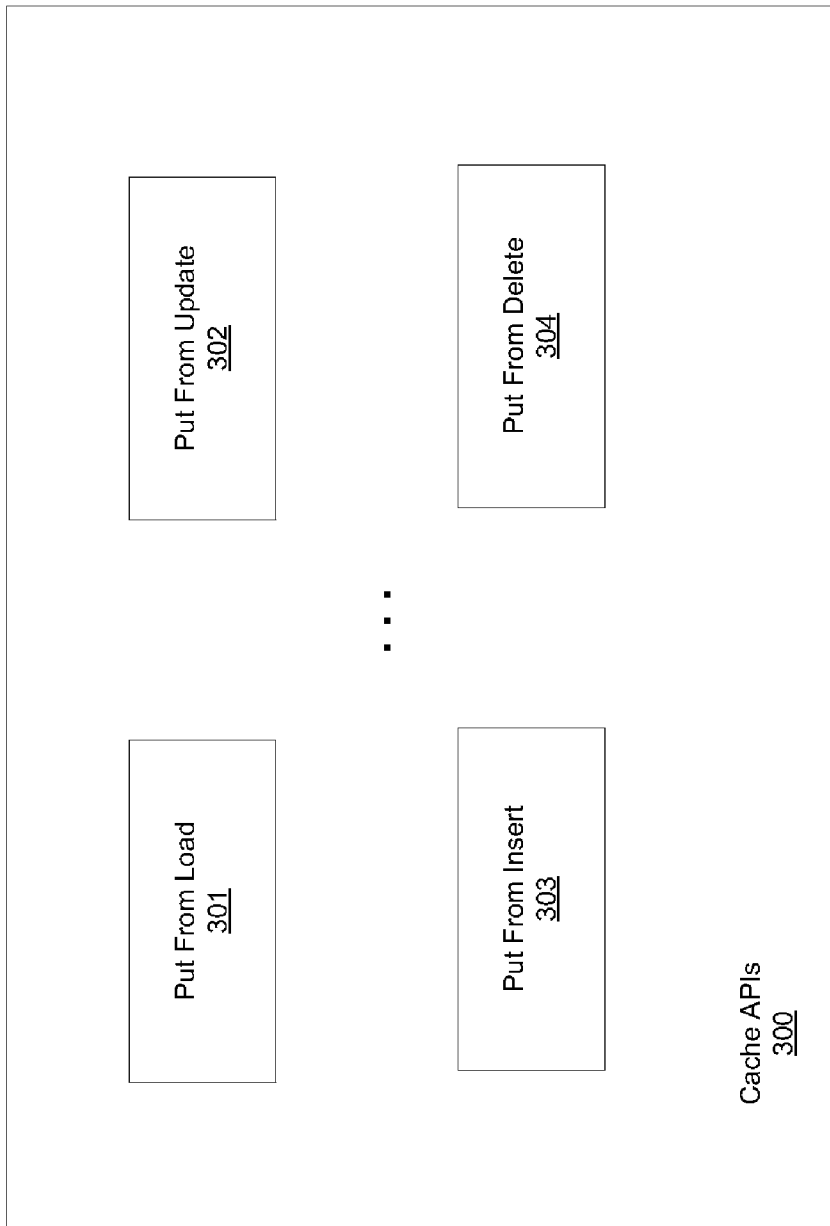 Put From Load
301
Put From Update
302
...
Put From Insert
303
Put From Delete
304
Cache APIs
300